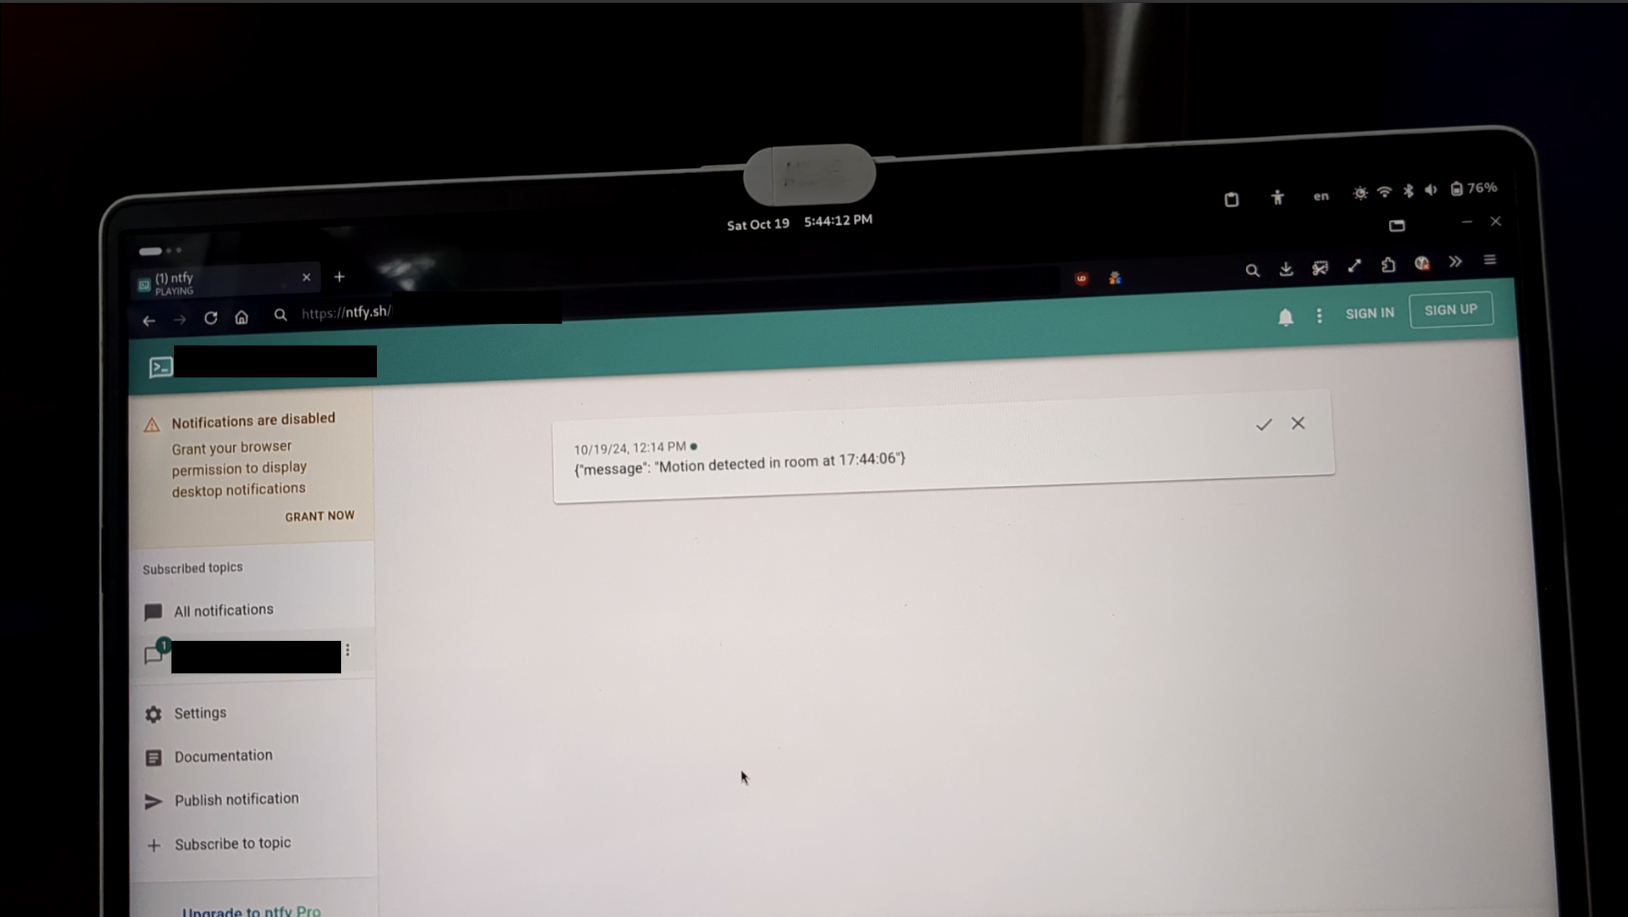 Sat Oct 19 5:44:12 PM
en
76%
(1) ntfy
PLAYING
https://ntfy.sh/
SIGN IN
SIGN UP
Notifications are disabled
Grant your browser
permission to display
desktop notifications
GRANT NOW
10/19/24, 12:14 PM
{"message": "Motion detected in room at 17:44:06"}
Subscribed topics
All notifications
1
Settings
Documentation
Publish notification
Subscribe to topic
Upgrade to ntfy Pro